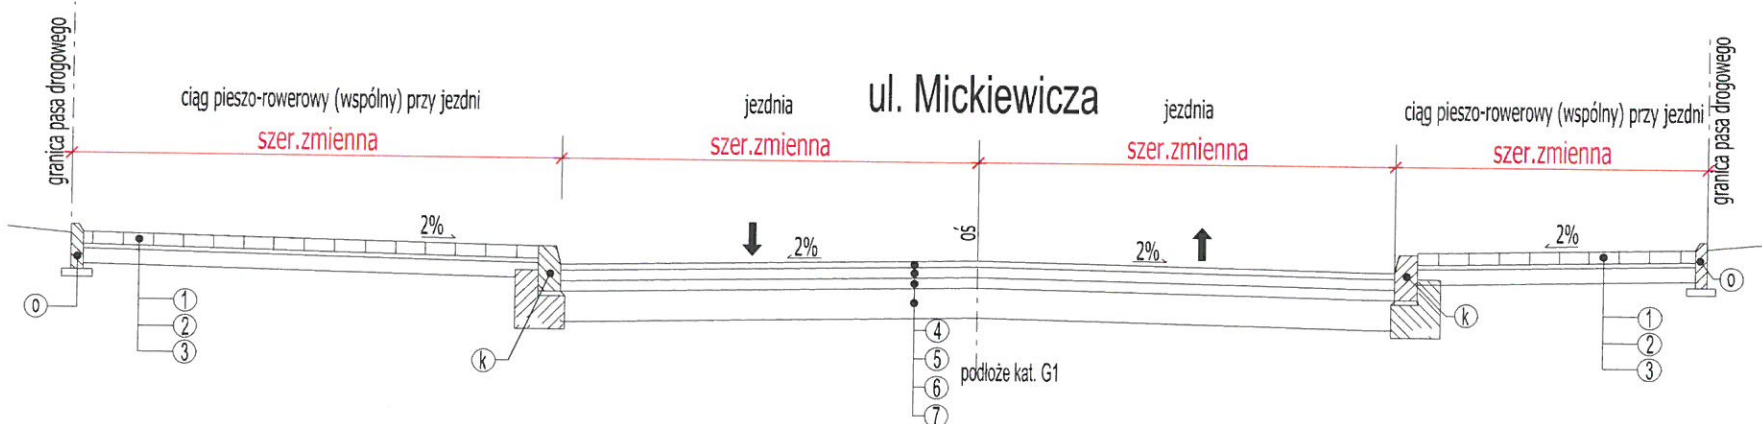 granica pasa drogowego
ciąg pieszo-rowerowy (wspólny) przy jezdni
jezdnia
ul. Mickiewicza
jezdnia
ciąg pieszo-rowerowy (wspólny) przy jezdni
granica pasa drogowego
szer.zmienna
szer.zmienna
szer.zmienna
szer.zmienna
2%
2%
oś
2%
2%
o
1
2
3
k
4
5
6
7
podłoże kat. G1
k
1
2
3
o